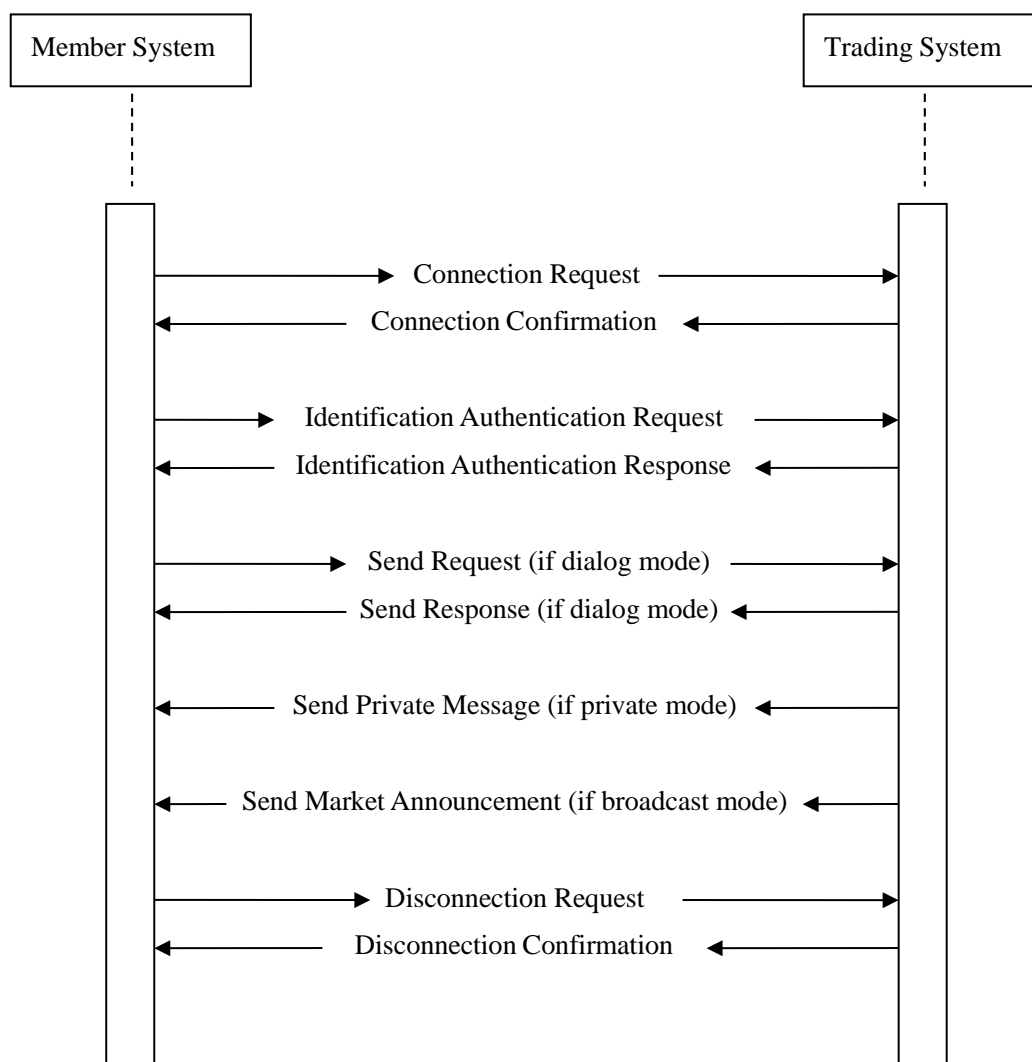 Member System
Trading System
Connection Request
Connection Confirmation
Identification Authentication Request
Identification Authentication Response
Send Request (if dialog mode)
Send Response (if dialog mode)
Send Private Message (if private mode)
Send Market Announcement (if broadcast mode)
Disconnection Request
Disconnection Confirmation